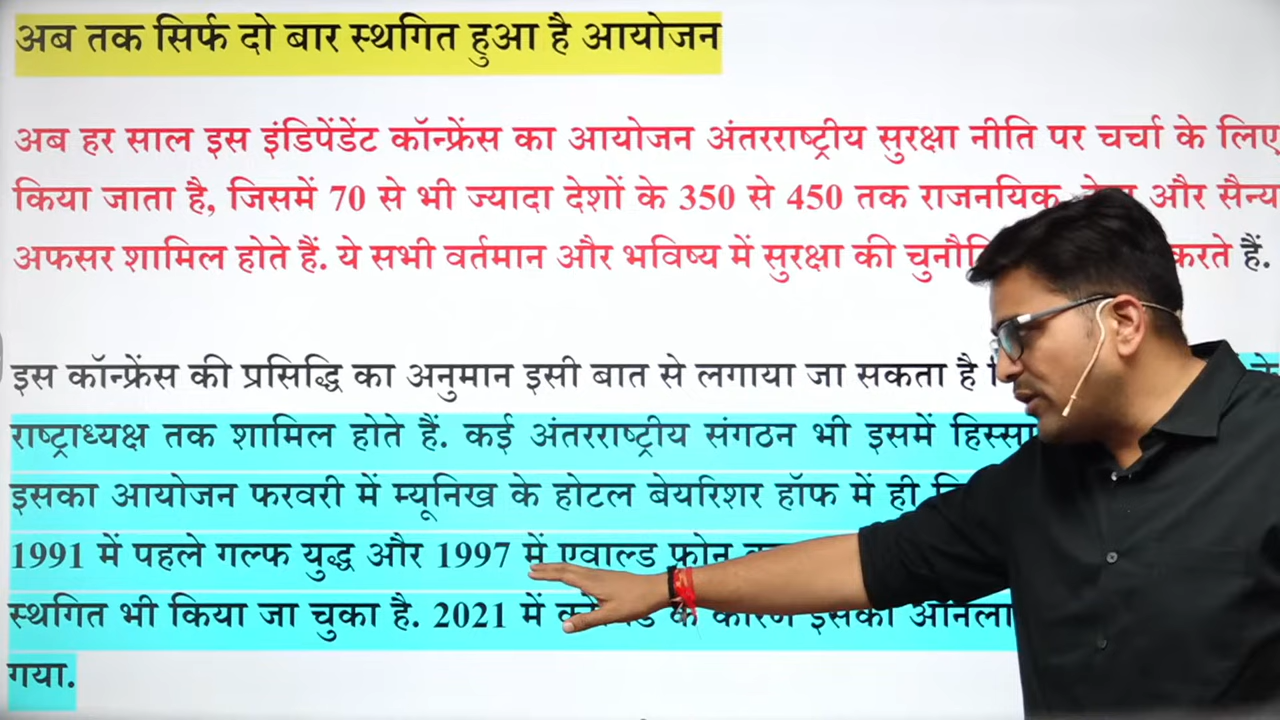 अब तक सिर्फ दो बार स्थगित हुआ है आयोजन
अब हर साल इस इंडिपेंडेंट कॉन्फ्रेंस का आयोजन अंतरराष्ट्रीय सुरक्षा नीति पर चर्चा के लिए
किया जाता है, जिसमें 70 से भी ज्यादा देशों के 350 से 450 तक राजनयिक और सैन्य
अफसर शामिल होते हैं. ये सभी वर्तमान और भविष्य में सुरक्षा की करते हैं.
इस कॉन्फ्रेंस की प्रसिद्धि का अनुमान इसी बात से लगाया जा सकता है के
राष्ट्राध्यक्ष तक शामिल होते हैं. कई अंतरराष्ट्रीय संगठन भी इसमें
इसका आयोजन फरवरी में म्यूनिख के होटल बेयरिशर हॉफ में ही
1991 में पहले गल्फ युद्ध और 1997 में एवाल्ड फ़ोन
स्थगित भी किया जा चुका है. 2021 में के कारण इसका
गया.